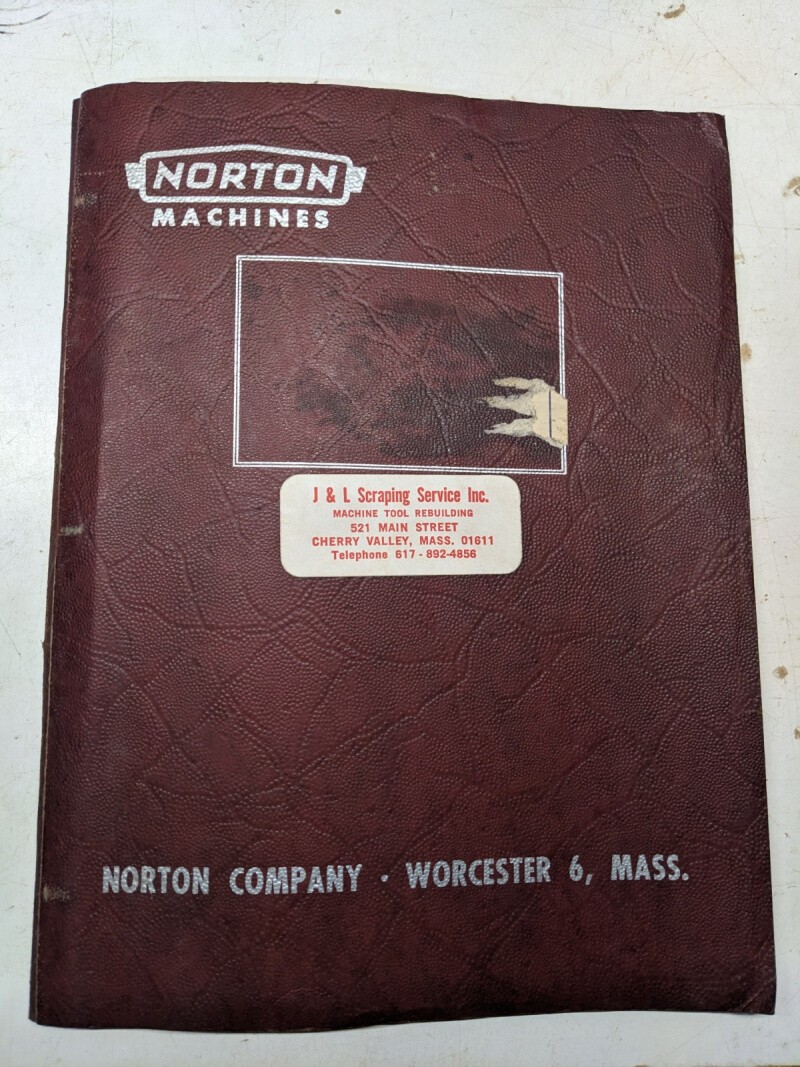 NORTON
MACHINES
J & L Scraping Service Inc.
MACHINE TOOL REBUILDING
521 MAIN STREET
CHERRY VALLEY, MASS. 01611
Telephone 617-892-4856
NORTON COMPANY · WORCESTER 6, MASS.